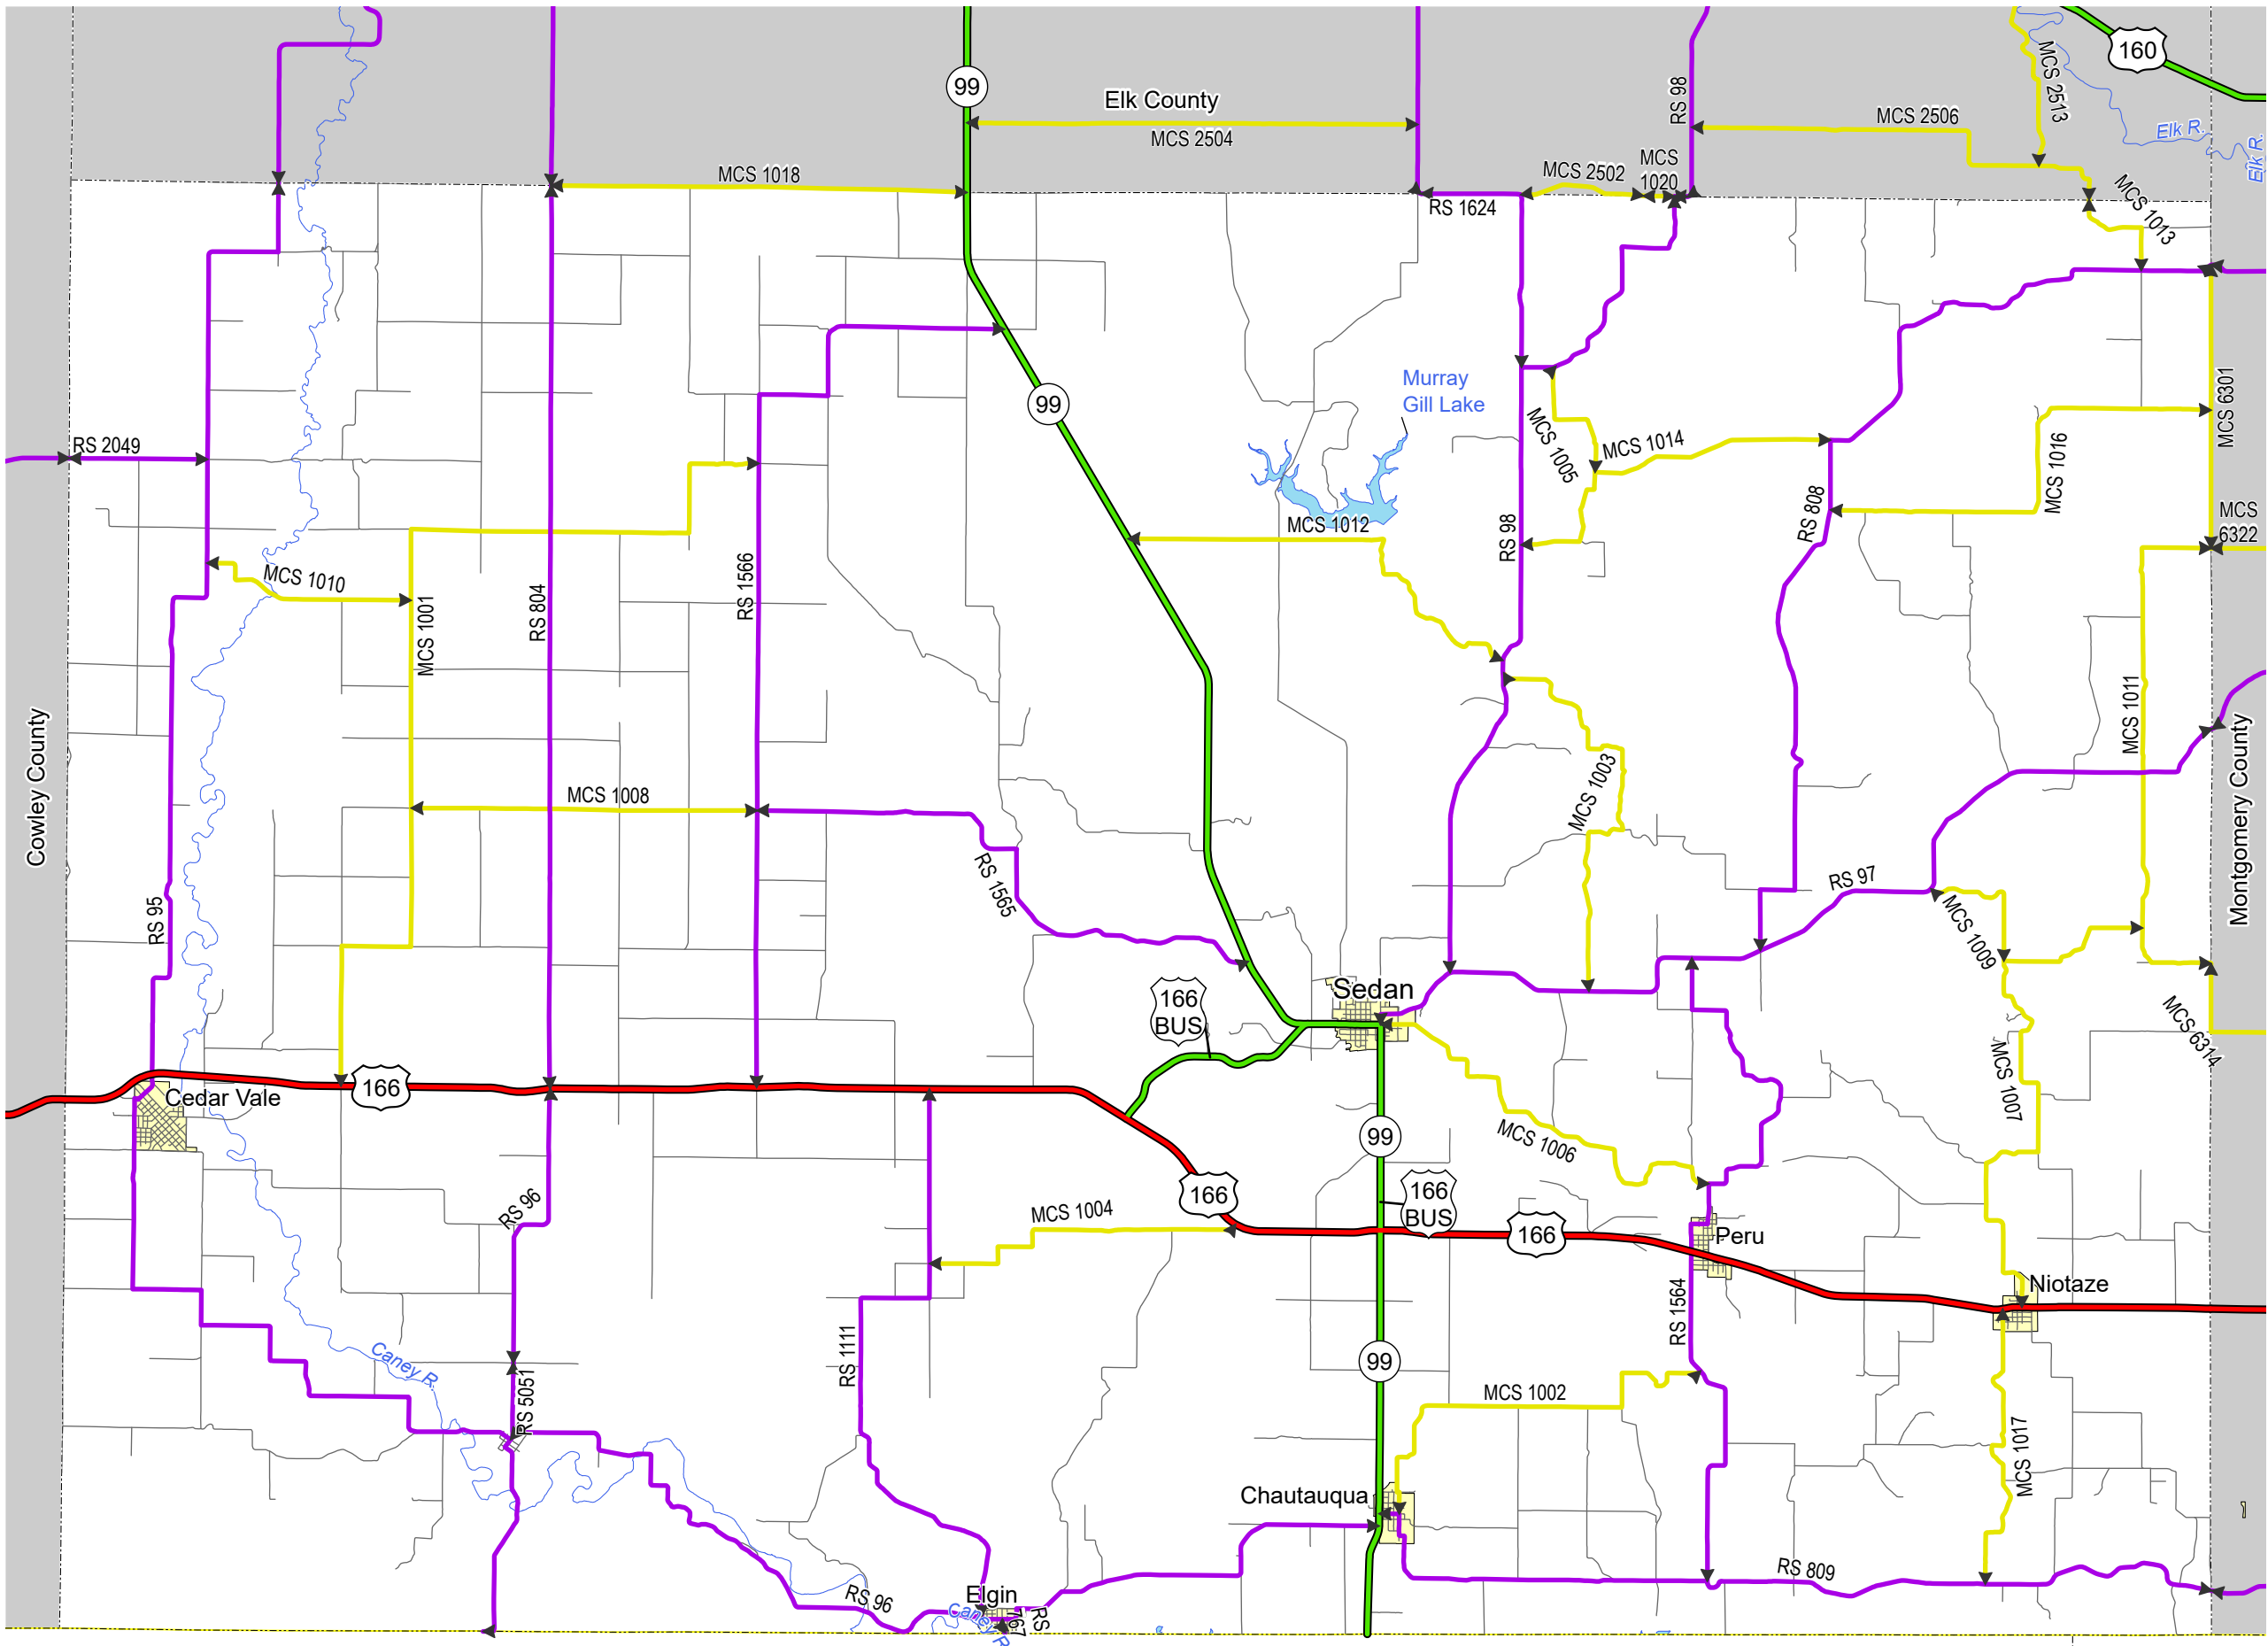 160
MCS 2513
99
Elk County
RS 98
MCS 2506
MCS 2504
Elk R.
Elk R.
MCS 1018
MCS 2502
MCS
1020
RS 1624
MCS 1013
99
Murray
Gill Lake
MCS 6301
RS 2049
MCS 1005
MCS 1014
MCS 1016
RS 808
MCS 1012
RS 98
MCS
6322
MCS 1010
MCS 1001
RS 804
RS 1566
MCS 1011
Cowley County
Montgomery County
MCS 1008
MCS 1003
RS 1565
RS 97
RS 95
MCS 1009
Sedan
166
BUS
MCS 6314
166
Cedar Vale
MCS 1007
99
MCS 1006
RS 96
166
MCS 1004
166
BUS
166
Peru
Niotaze
RS 1564
RS 1111
Caney R.
99
RS 5051
MCS 1002
MCS 1017
Chautauqua
RS 809
RS 96
Elgin
Caney R.
RS
767